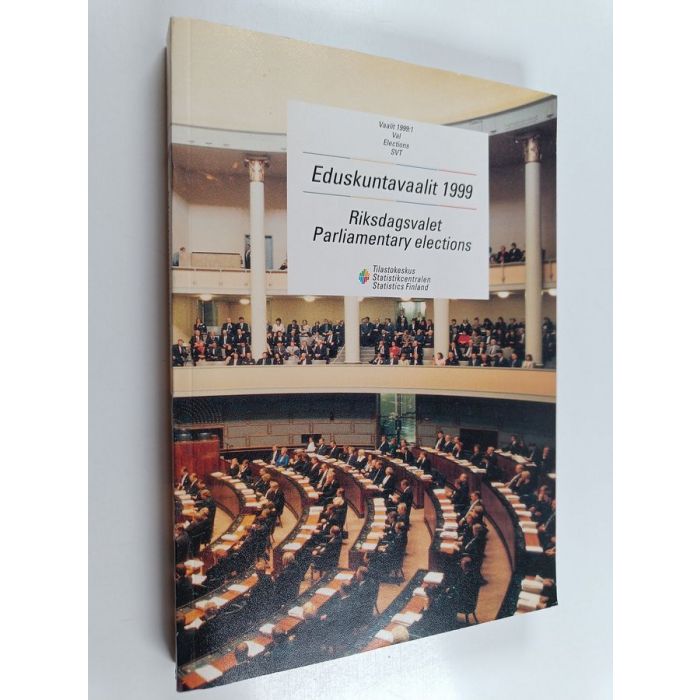 Vaalit 1999:1
Val
Elections
SVT
Eduskuntavaalit 1999
Riksdagsvalet
Parliamentary elections
Tilastokeskus
Statistikcentralen
Statistics Finland